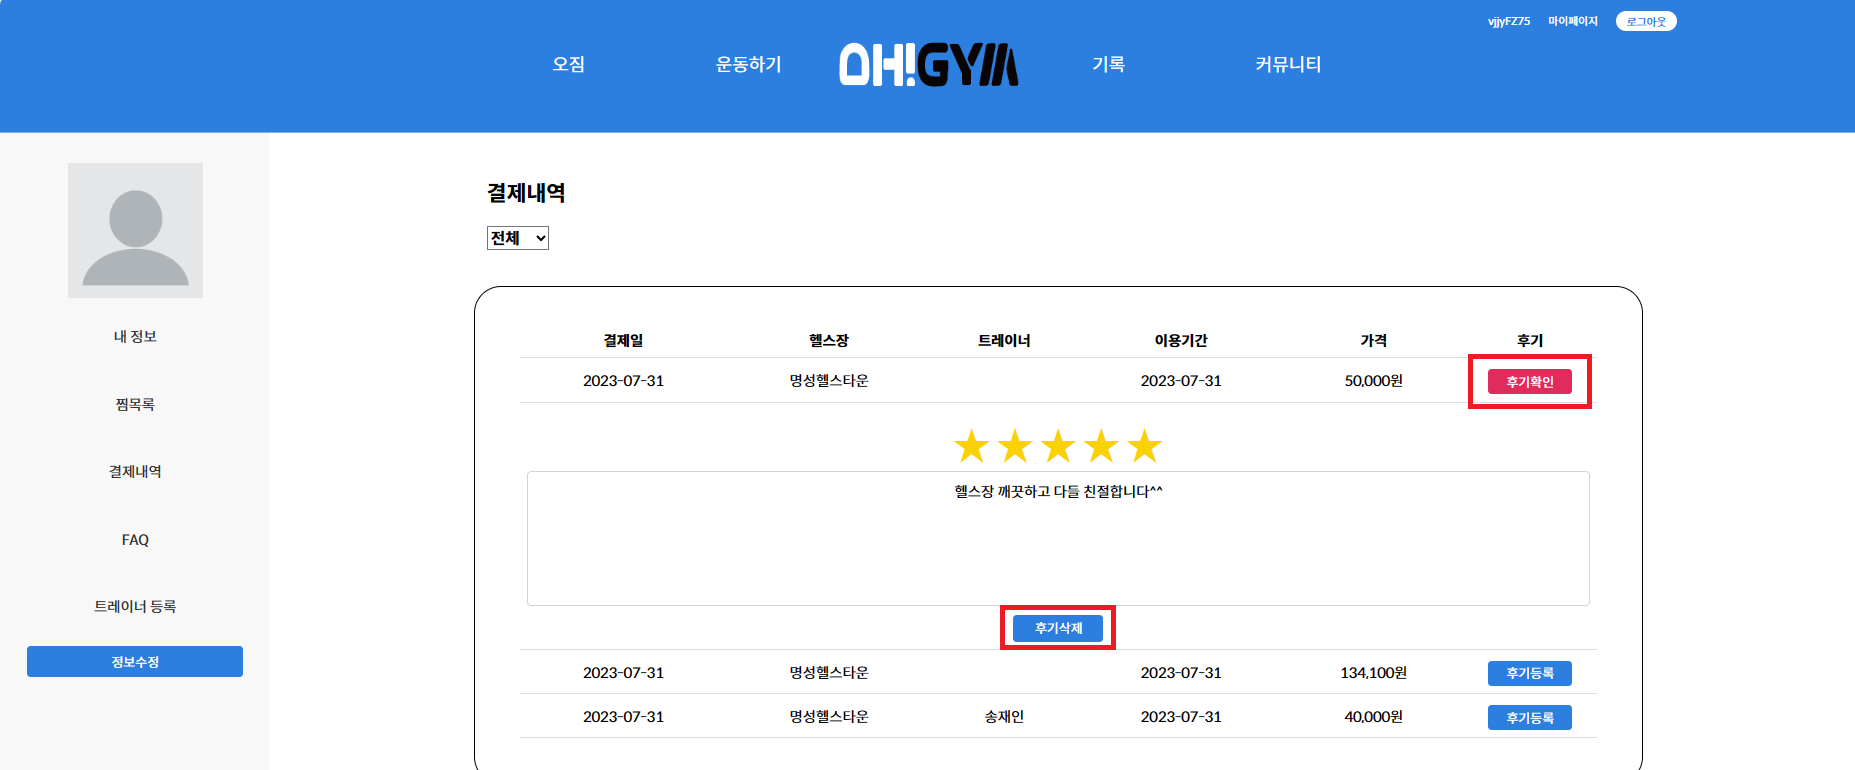 vjjyFZ75 마이페이지 로그아웃
오짐 운동하기 OH!GYM 기록 커뮤니티
내 정보
찜목록
결제내역
FAQ
트레이너 등록
정보수정
결제내역
전체
결제일 헬스장 트레이너 이용기간 가격 후기
2023-07-31 명성헬스타운 2023-07-31 50,000원 후기확인
헬스장 깨끗하고 다들 친절합니다^^
후기삭제
2023-07-31 명성헬스타운 2023-07-31 134,100원 후기등록
2023-07-31 명성헬스타운 송재인 2023-07-31 40,000원 후기등록